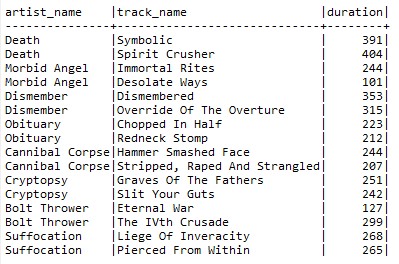 artist_name |track_name |duration|
-------------+---------------------------+--------+
Death |Symbolic | 391|
Death |Spirit Crusher | 404|
Morbid Angel |Immortal Rites | 244|
Morbid Angel |Desolate Ways | 101|
Dismember |Dismembered | 353|
Dismember |Override Of The Overture | 315|
Obituary |Chopped In Half | 223|
Obituary |Redneck Stomp | 212|
Cannibal Corpse|Hammer Smashed Face | 244|
Cannibal Corpse|Stripped, Raped And Strangled| 207|
Cryptopsy |Graves Of The Fathers | 251|
Cryptopsy |Slit Your Guts | 242|
Bolt Thrower |Eternal War | 127|
Bolt Thrower |The IVth Crusade | 299|
Suffocation |Liege Of Inveracity | 268|
Suffocation |Pierced From Within | 265|